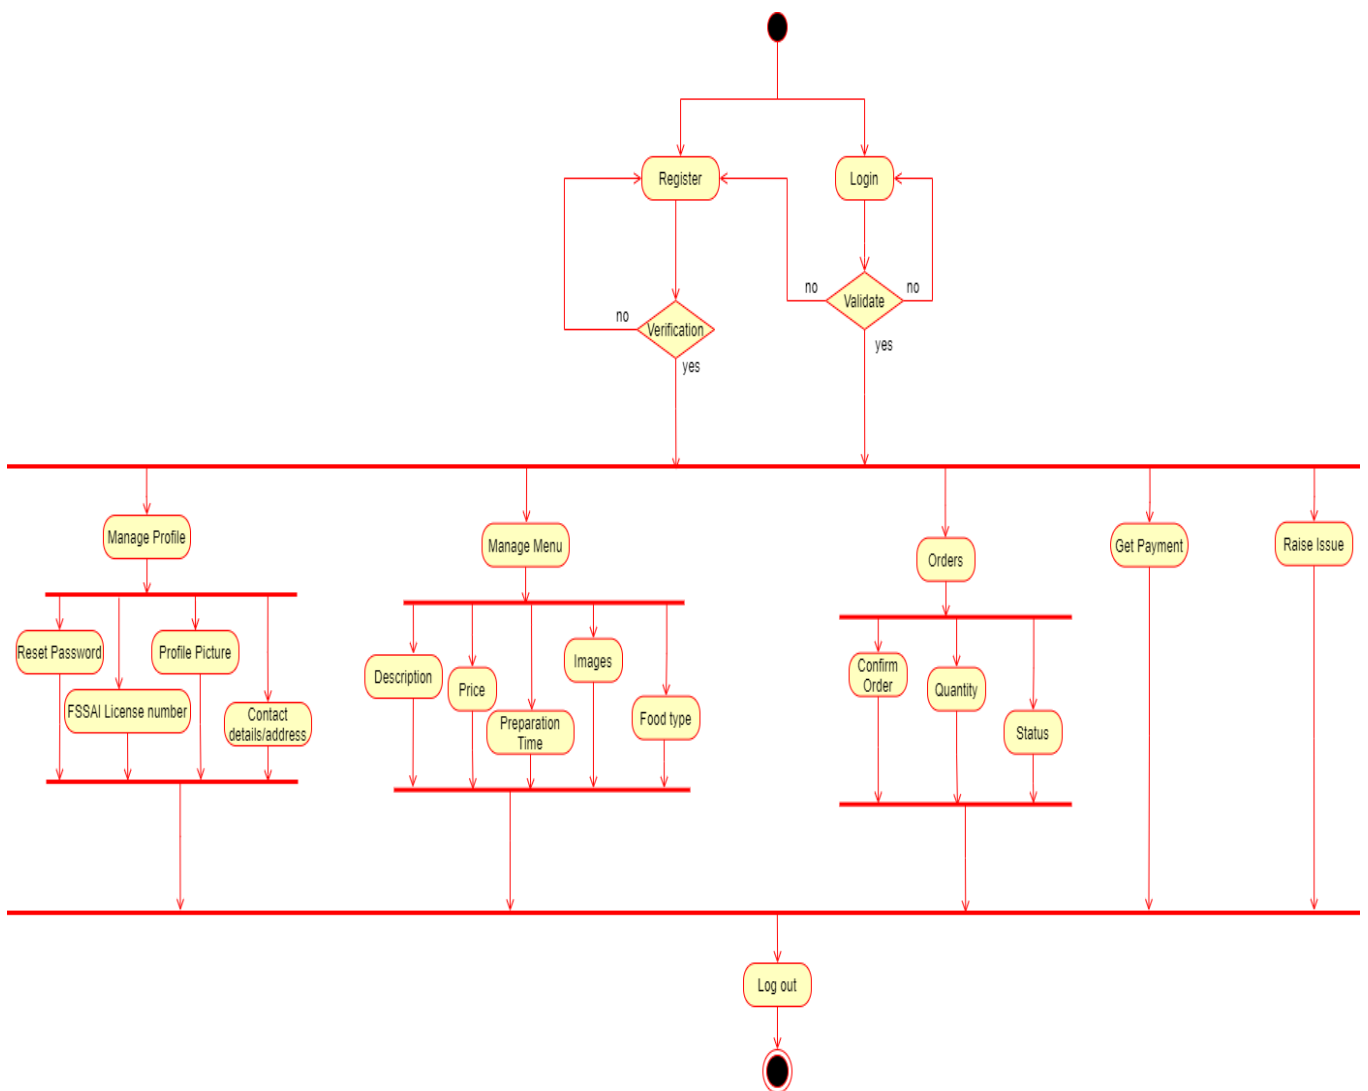 Register
Login
no
no
Validate
no
Verification
yes
yes
Manage Profile
Manage Menu
Orders
Get Payment
Raise Issue
Reset Password
Profile Picture
FSSAI License number
Contact
details/address
Description
Price
Preparation
Time
Images
Food type
Confirm
Order
Quantity
Status
Log out